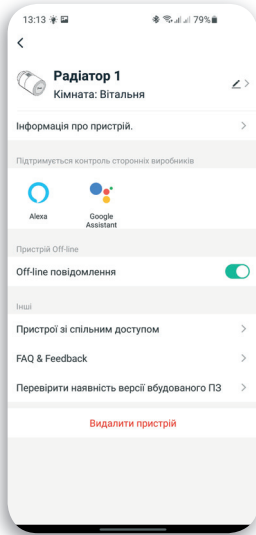 13:13 79%
Радіатор 1
Кімната: Вітальня
Інформація про пристрій.
Підтримується контроль сторонніх виробників
Alexa
Google
Assistant
Пристрій Off-line
Off-line повідомлення
Інші
Пристрої зі спільним доступом
FAQ & Feedback
Перевірити наявність версії вбудованого ПЗ
Видалити пристрій